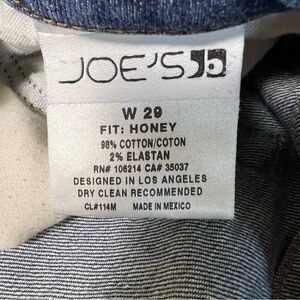 JOE'S
W 29
FIT: HONEY
98% COTTON/COTON
2% ELASTAN
RN# 106214 CA# 35037
DESIGNED IN LOS ANGELES
DRY CLEAN RECOMMENDED
CL#114M MADE IN MEXICO